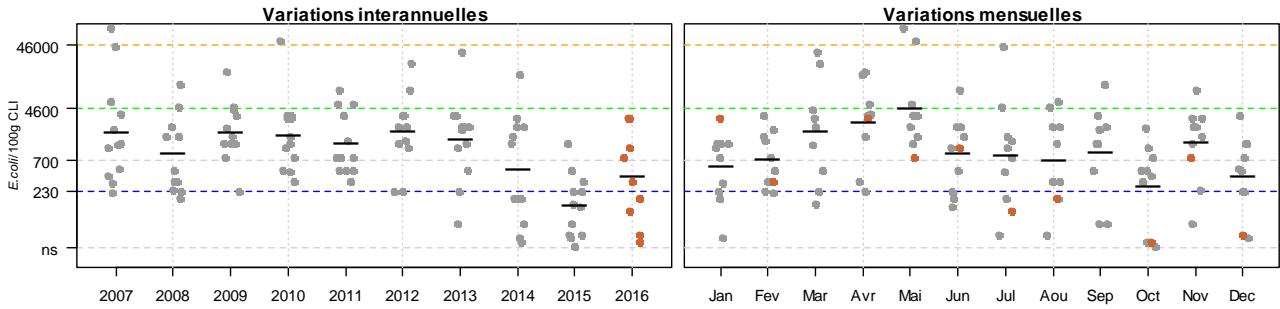 Variations interannuelles
Variations mensuelles
E.coli/100g CLI
46000
4600
700
230
ns
2007 2008 2009 2010 2011 2012 2013 2014 2015 2016
Jan Fev Mar Avr Mai Jun Jul Aou Sep Oct Nov Dec